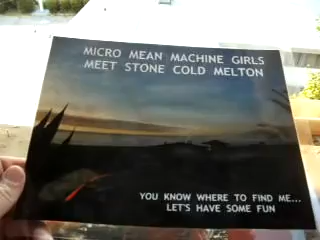 MICRO MEAN MACHINE GIRLS
MEET STONE COLD MELTON
YOU KNOW WHERE TO FIND ME...
LET'S HAVE SOME FUN